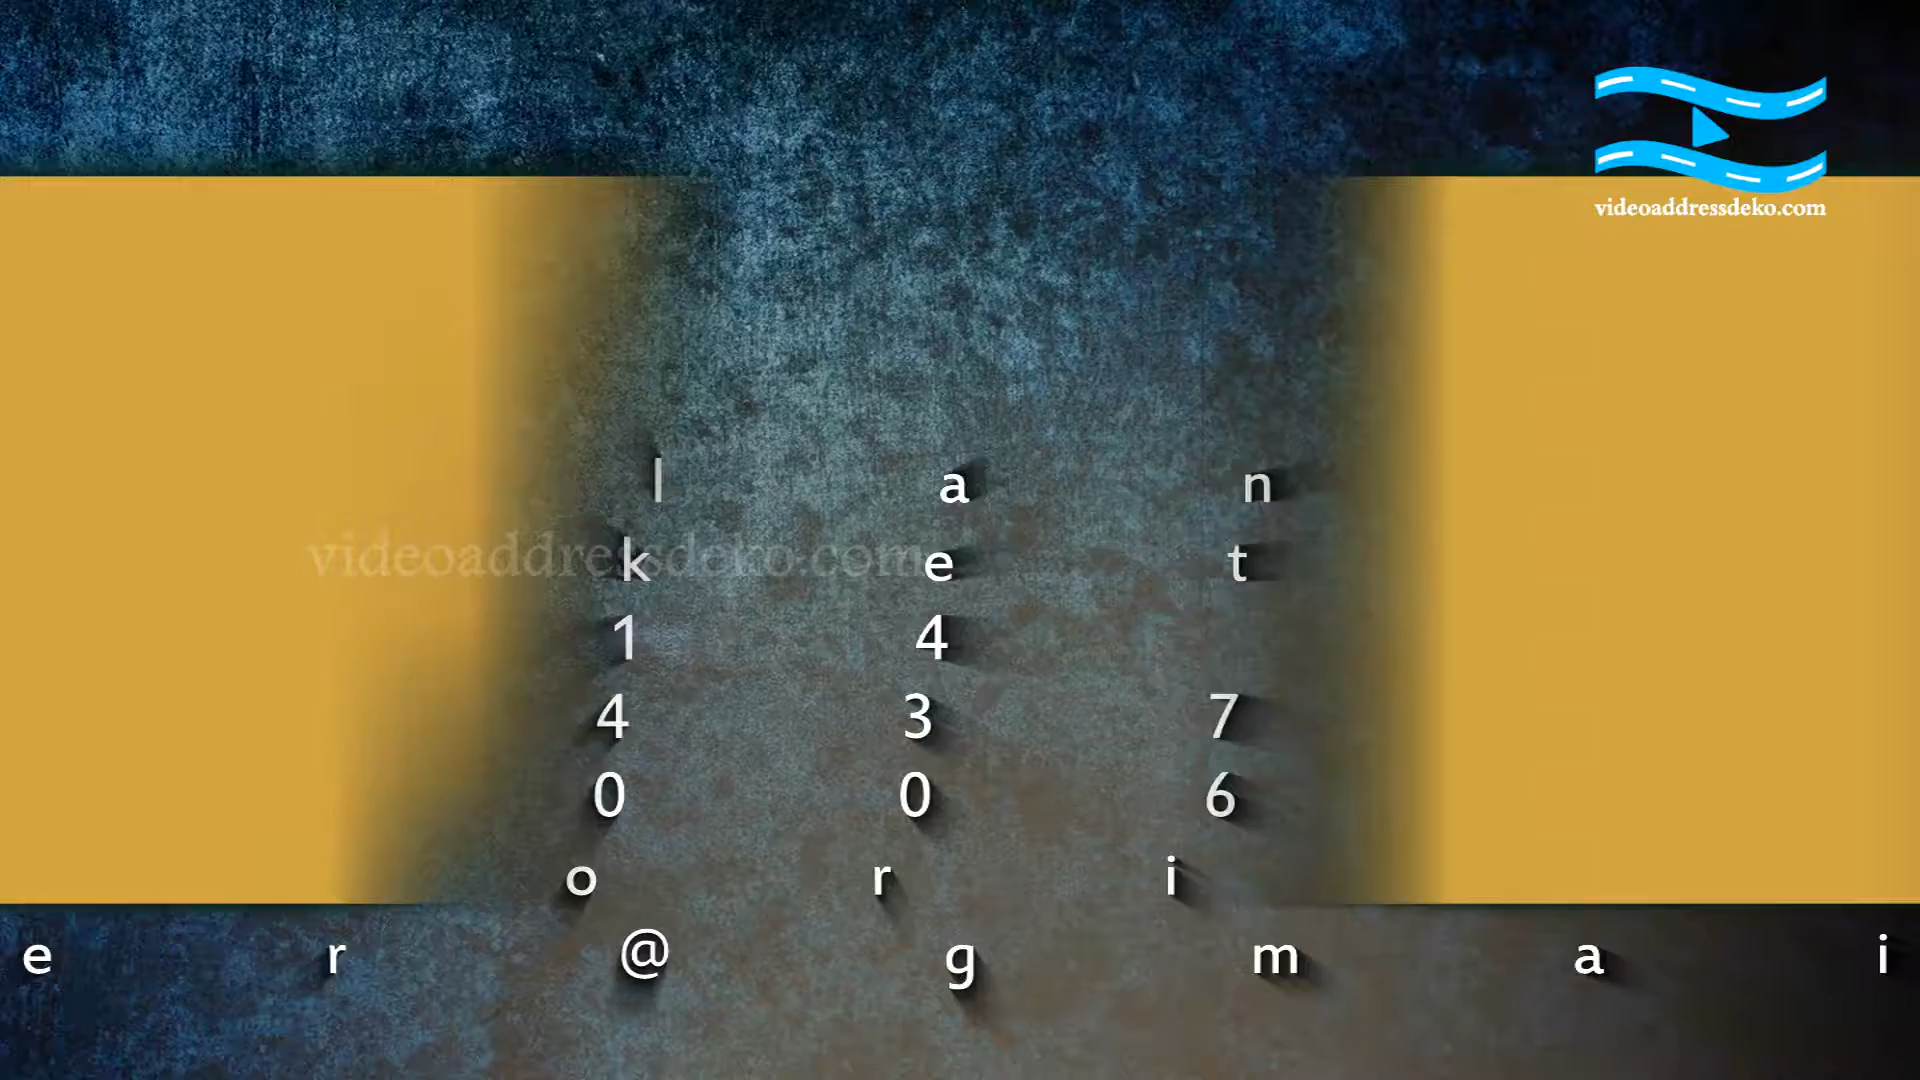 videoaddressdeko.com
l a n
videoaddressdeko.com
k e t
1 4
4 3 7
0 0 6
o r i
e r @ g m a i